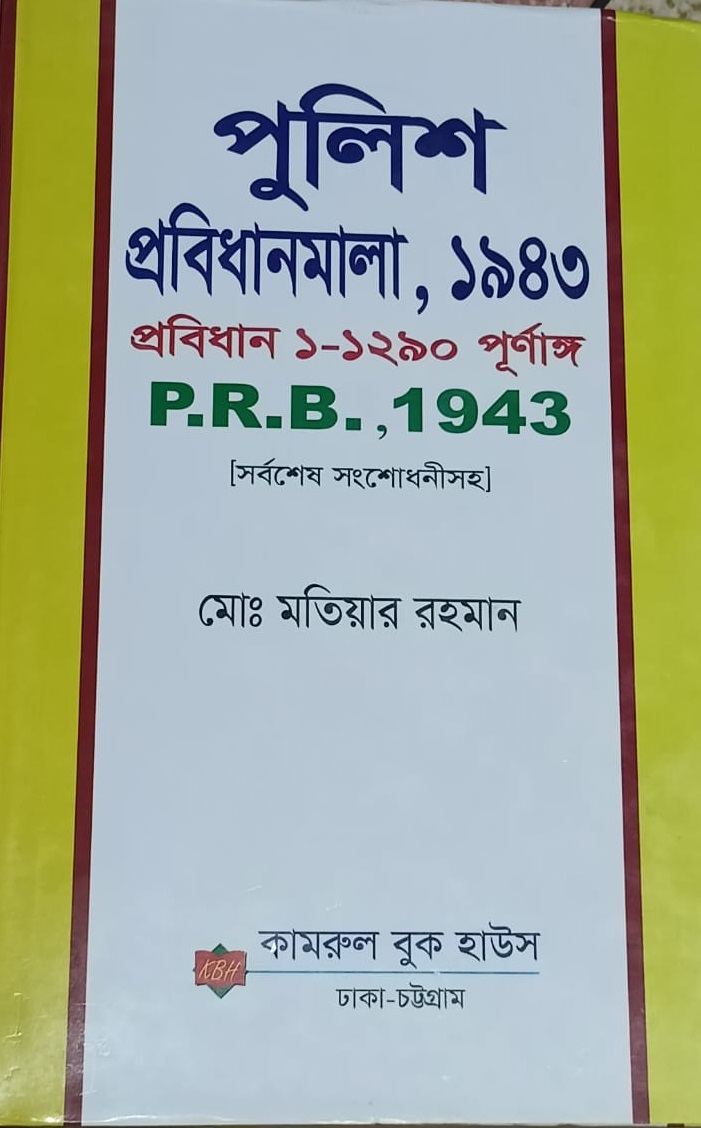 পুলিশ
প্রবিধানমালা, ১৯৪৩
প্রবিধান ১-১২৯০ পূর্ণাঙ্গ
P.R.B.,1943
[সর্বশেষ সংশোধনীসহ]
মোঃ মতিয়ার রহমান
KBH
কামরুল বুক হাউস
ঢাকা-চট্টগ্রাম